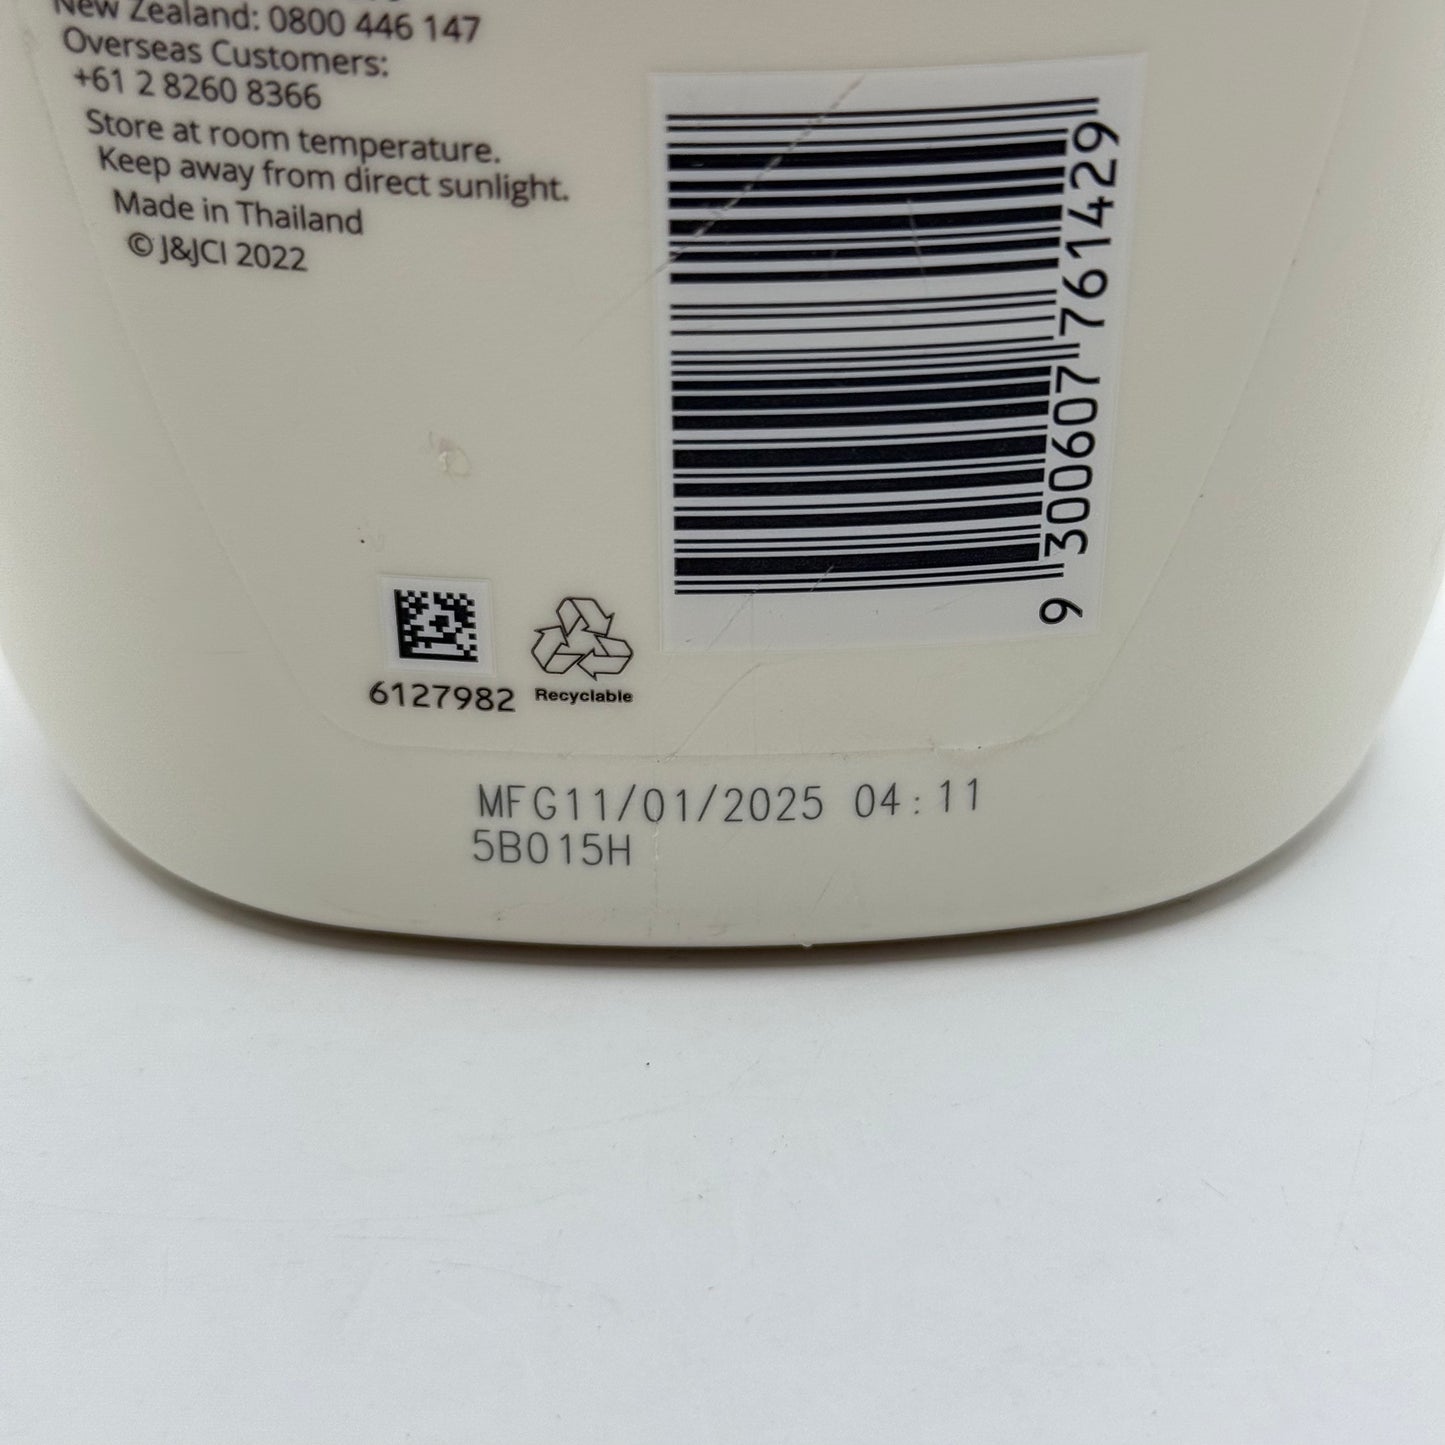 New Zealand: 0800 446 147
Overseas Customers:
+61 2 8260 8366
Store at room temperature.
Keep away from direct sunlight.
Made in Thailand
© J&JCI 2022
9 300607 761429
6127982
Recyclable
MFG11/01/2025 04:11
5B015H